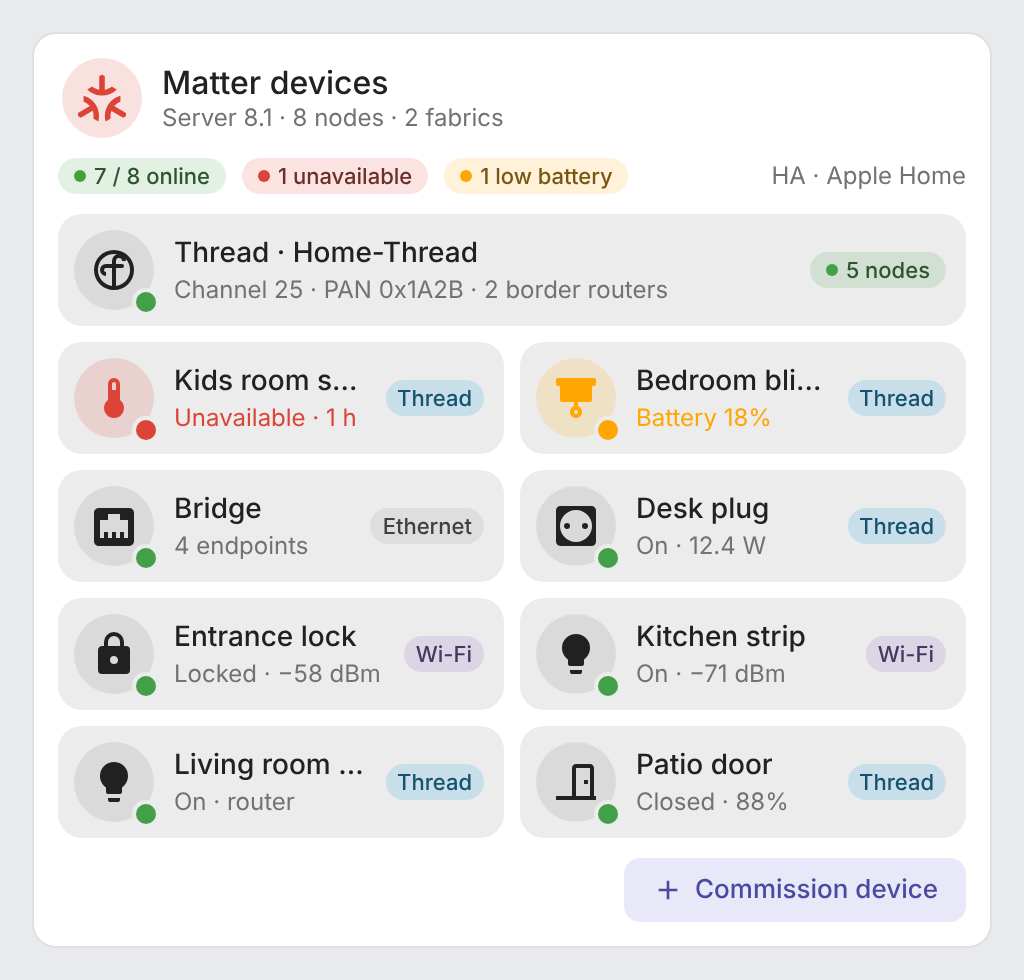 Matter devices
Server 8.1 · 8 nodes · 2 fabrics
7 / 8 online
1 unavailable
1 low battery
HA · Apple Home
Thread · Home-Thread
Channel 25 · PAN 0x1A2B · 2 border routers
5 nodes
Kids room s...
Unavailable · 1 h
Thread
Bedroom bli...
Battery 18%
Thread
Bridge
4 endpoints
Ethernet
Desk plug
On · 12.4 W
Thread
Entrance lock
Locked · −58 dBm
Wi-Fi
Kitchen strip
On · −71 dBm
Wi-Fi
Living room ...
On · router
Thread
Patio door
Closed · 88%
Thread
+ Commission device